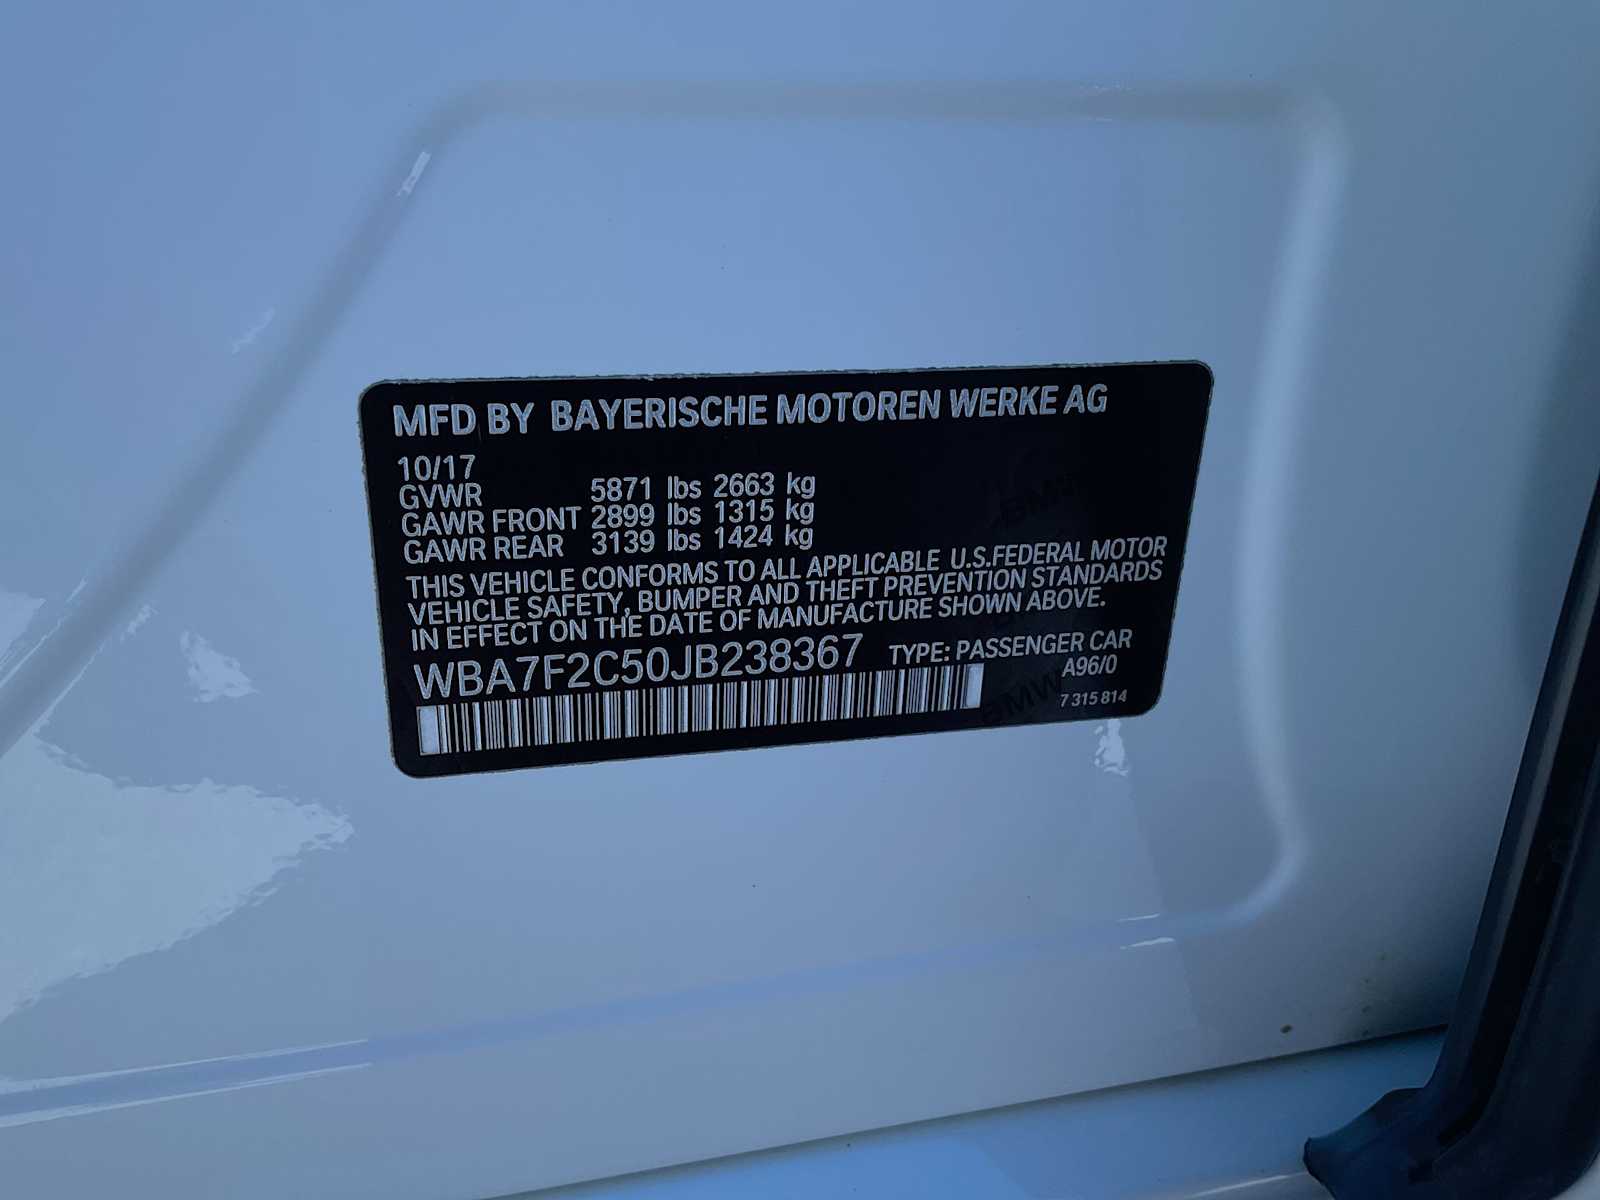 MFD BY BAYERISCHE MOTOREN WERKE AG
10/17
GVWR 5871 lbs 2663 kg
GAWR FRONT 2899 lbs 1315 kg
GAWR REAR 3139 lbs 1424 kg
THIS VEHICLE CONFORMS TO ALL APPLICABLE U.S.FEDERAL MOTOR
VEHICLE SAFETY, BUMPER AND THEFT PREVENTION STANDARDS
IN EFFECT ON THE DATE OF MANUFACTURE SHOWN ABOVE.
WBA7F2C50JB238367 TYPE: PASSENGER CAR
A96/0
7 315 814
BMW
BMW